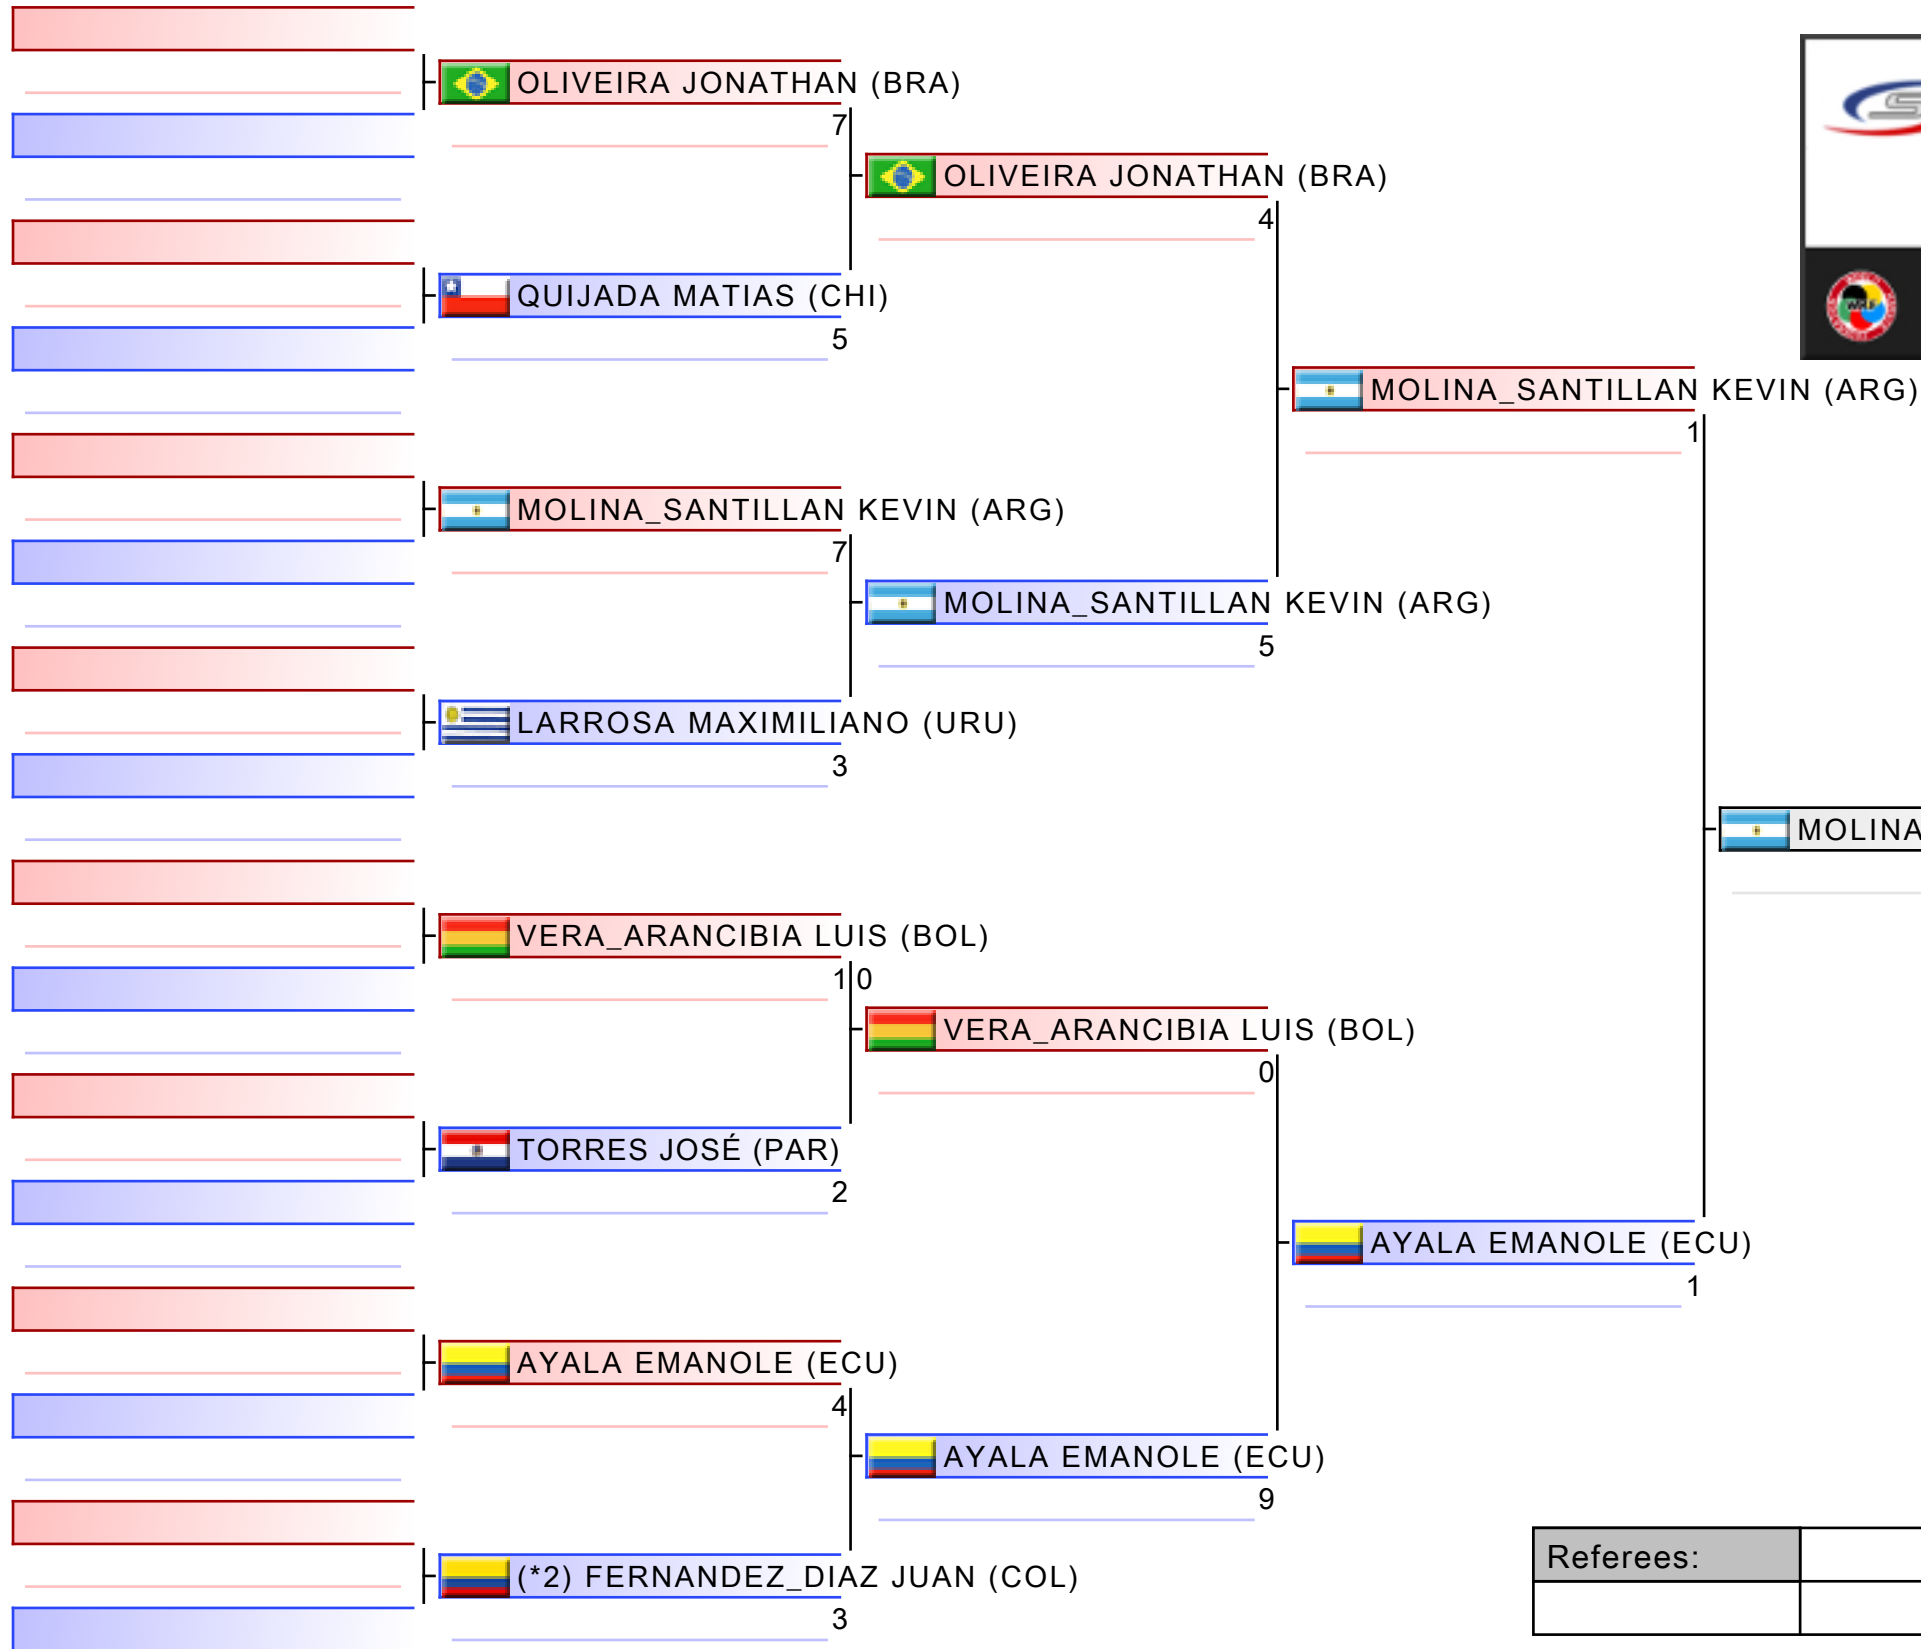 OLIVEIRA JONATHAN (BRA)
7
OLIVEIRA JONATHAN (BRA)
4
QUIJADA MATIAS (CHI)
5
MOLINA_SANTILLAN KEVIN (ARG)
1
MOLINA_SANTILLAN KEVIN (ARG)
7
MOLINA_SANTILLAN KEVIN (ARG)
5
LARROSA MAXIMILIANO (URU)
3
MOLINA
VERA_ARANCIBIA LUIS (BOL)
10
VERA_ARANCIBIA LUIS (BOL)
0
TORRES JOSÉ (PAR)
2
AYALA EMANOLE (ECU)
1
AYALA EMANOLE (ECU)
4
AYALA EMANOLE (ECU)
9
(*2) FERNANDEZ_DIAZ JUAN (COL)
3
Referees: